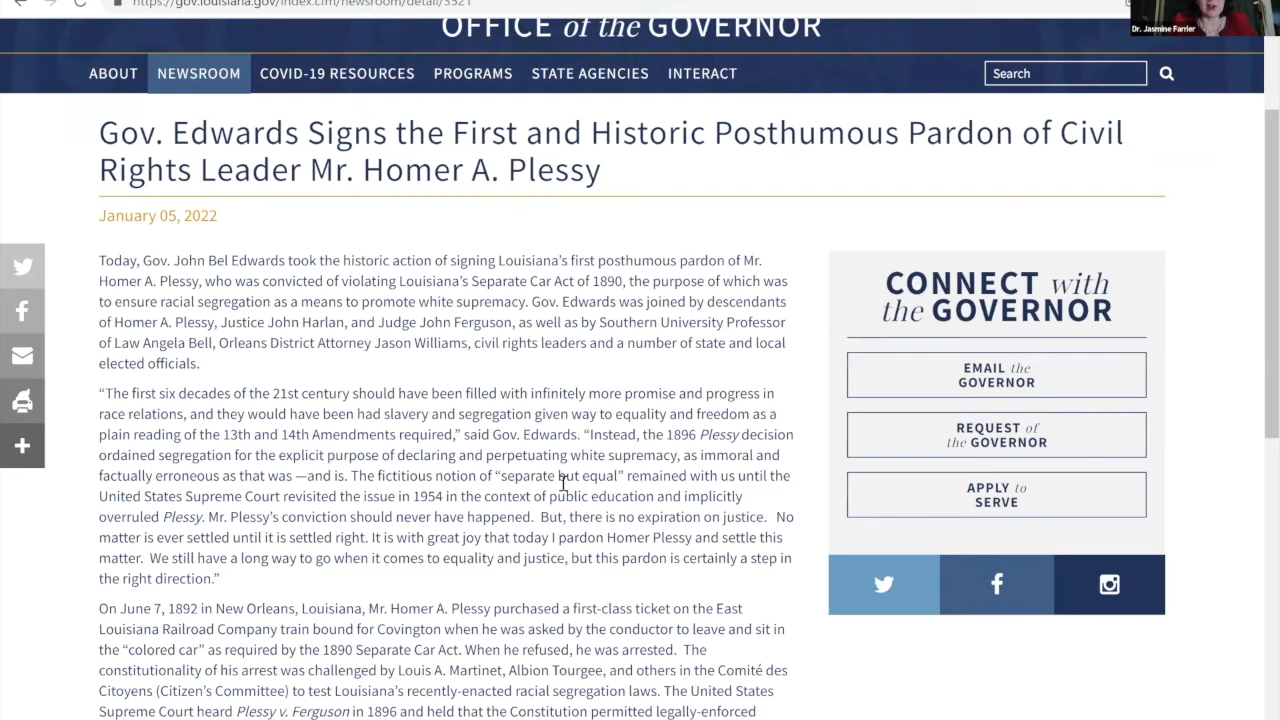 https://gov.louisiana.gov/index.cfm/newsroom/detail/3521
Dr. Jasmine Farrier
OFFICE of the GOVERNOR
ABOUT NEWSROOM COVID-19 RESOURCES PROGRAMS STATE AGENCIES INTERACT Search
Gov. Edwards Signs the First and Historic Posthumous Pardon of Civil
Rights Leader Mr. Homer A. Plessy
January 05, 2022
Today, Gov. John Bel Edwards took the historic action of signing Louisiana’s first posthumous pardon of Mr.
Homer A. Plessy, who was convicted of violating Louisiana’s Separate Car Act of 1890, the purpose of which was
to ensure racial segregation as a means to promote white supremacy. Gov. Edwards was joined by descendants
of Homer A. Plessy, Justice John Harlan, and Judge John Ferguson, as well as by Southern University Professor
of Law Angela Bell, Orleans District Attorney Jason Williams, civil rights leaders and a number of state and local
elected officials.
“The first six decades of the 21st century should have been filled with infinitely more promise and progress in
race relations, and they would have been had slavery and segregation given way to equality and freedom as a
plain reading of the 13th and 14th Amendments required,” said Gov. Edwards. “Instead, the 1896 Plessy decision
ordained segregation for the explicit purpose of declaring and perpetuating white supremacy, as immoral and
factually erroneous as that was —and is. The fictitious notion of “separate but equal” remained with us until the
United States Supreme Court revisited the issue in 1954 in the context of public education and implicitly
overruled Plessy. Mr. Plessy’s conviction should never have happened. But, there is no expiration on justice. No
matter is ever settled until it is settled right. It is with great joy that today I pardon Homer Plessy and settle this
matter. We still have a long way to go when it comes to equality and justice, but this pardon is certainly a step in
the right direction.”
On June 7, 1892 in New Orleans, Louisiana, Mr. Homer A. Plessy purchased a first-class ticket on the East
Louisiana Railroad Company train bound for Covington when he was asked by the conductor to leave and sit in
the “colored car” as required by the 1890 Separate Car Act. When he refused, he was arrested. The
constitutionality of his arrest was challenged by Louis A. Martinet, Albion Tourgee, and others in the Comité des
Citoyens (Citizen’s Committee) to test Louisiana’s recently-enacted racial segregation laws. The United States
Supreme Court heard Plessy v. Ferguson in 1896 and held that the Constitution permitted legally-enforced
CONNECT with
the GOVERNOR
EMAIL the
GOVERNOR
REQUEST of
the GOVERNOR
APPLY to
SERVE